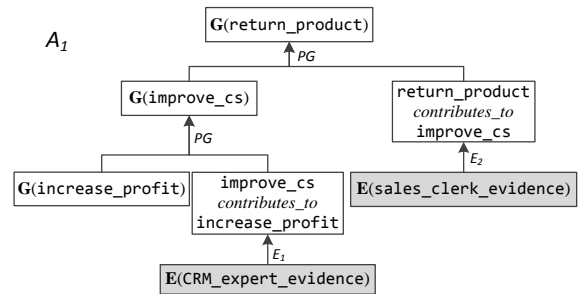 A1
G(return_product)
PG
G(improve_cs)
return_product
contributes_to
improve_cs
PG
E2
G(increase_profit)
improve_cs
contributes_to
increase_profit
E(sales_clerk_evidence)
E1
E(CRM_expert_evidence)